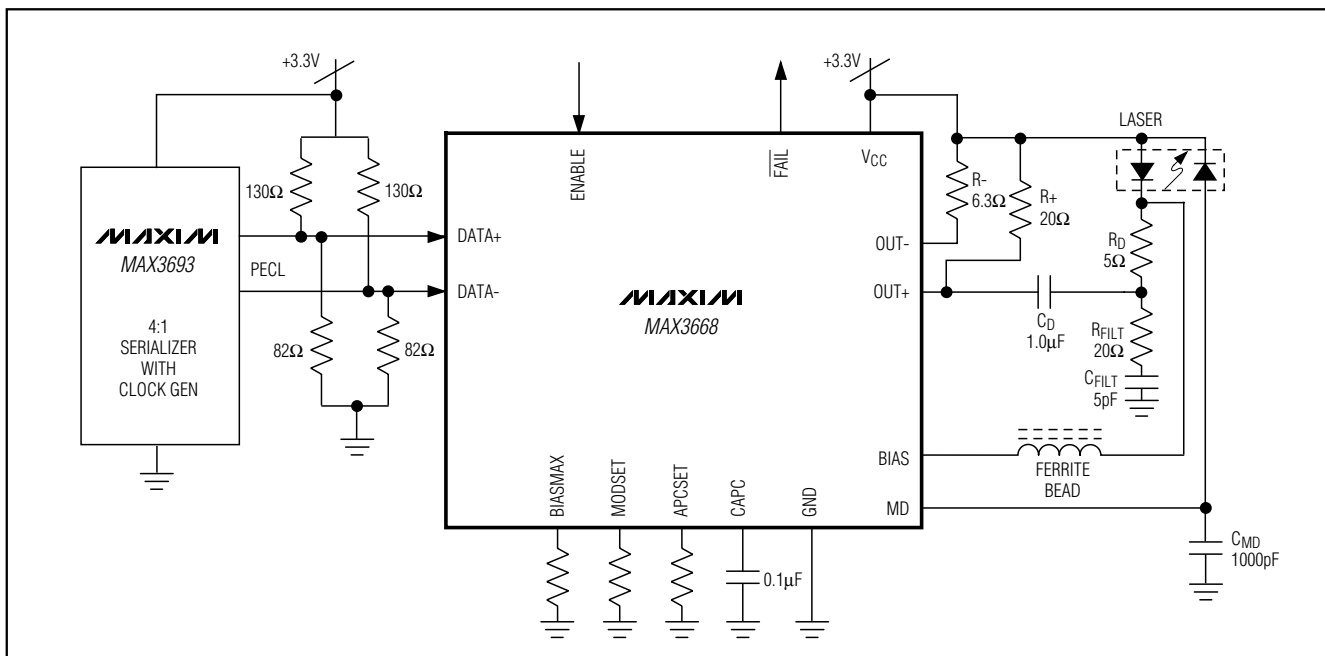 +3.3V
130Ω
130Ω
MAXIM
MAX3693
4:1
SERIALIZER
WITH
CLOCK GEN
PECL
82Ω
82Ω
ENABLE
FAIL
+3.3V
VCC
DATA+
DATA-
MAXIM
MAX3668
OUT-
OUT+
BIAS
MD
BIASMAX
MODSET
APCSET
CAPC
GND
0.1µF
R-
6.3Ω
R+
20Ω
LASER
RD
5Ω
CD
1.0µF
RFILT
20Ω
CFILT
5pF
FERRITE
BEAD
CMD
1000pF